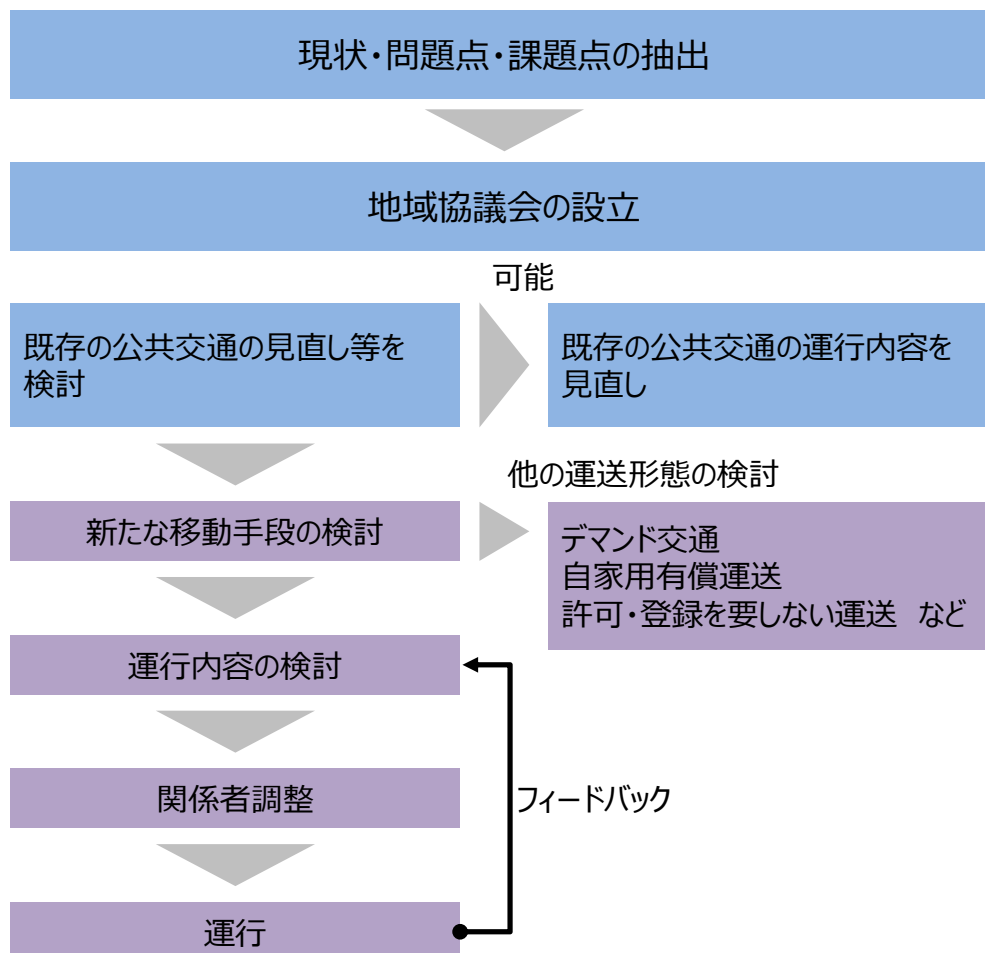 現状・問題点・課題点の抽出
地域協議会の設立
可能
既存の公共交通の見直し等を
検討
既存の公共交通の運行内容を
見直し
他の運送形態の検討
新たな移動手段の検討
デマンド交通
自家用有償運送
許可・登録を要しない運送　など
運行内容の検討
関係者調整
フィードバック
運行